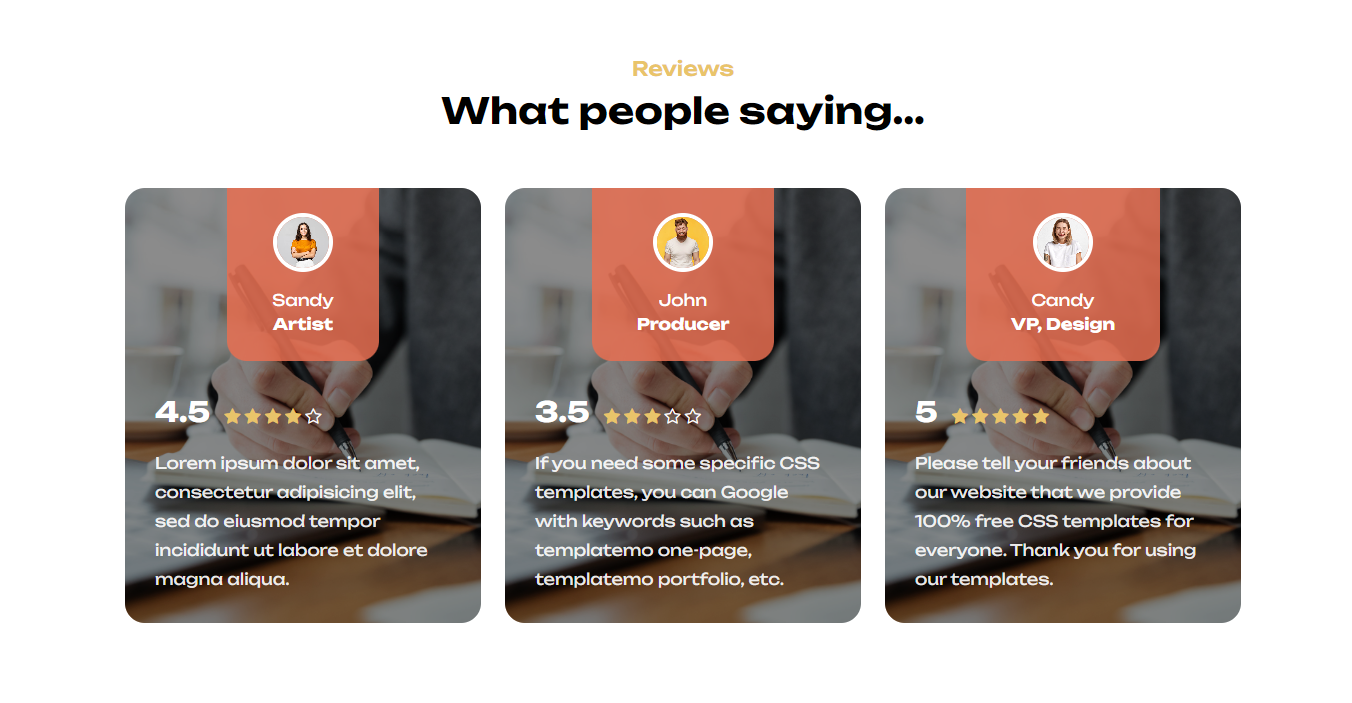 Reviews
What people saying...
Sandy
Artist
4.5
Lorem ipsum dolor sit amet,
consectetur adipisicing elit,
sed do eiusmod tempor
incididunt ut labore et dolore
magna aliqua.
John
Producer
3.5
If you need some specific CSS
templates, you can Google
with keywords such as
templatemo one-page,
templatemo portfolio, etc.
Candy
VP, Design
5
Please tell your friends about
our website that we provide
100% free CSS templates for
everyone. Thank you for using
our templates.